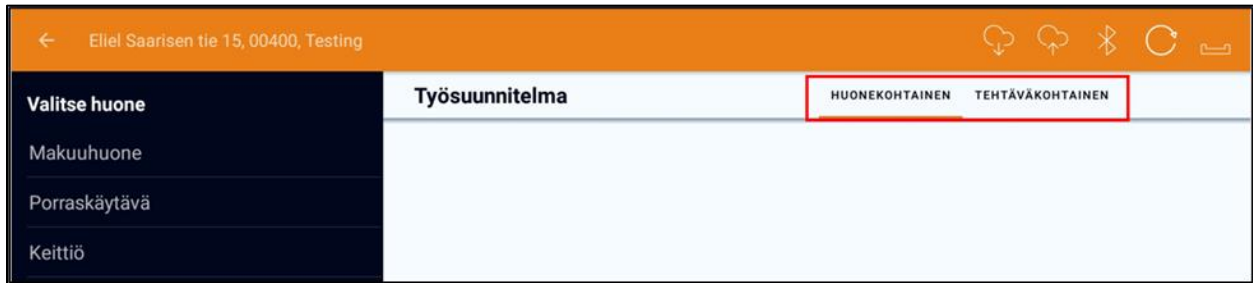 Eliel Saarisen tie 15, 00400, Testing
Valitse huone
Makuuhuone
Porraskäytävä
Keittiö
Työsuunnitelma
HUONEKOHTAINEN TEHTÄVÄKOHTAINEN